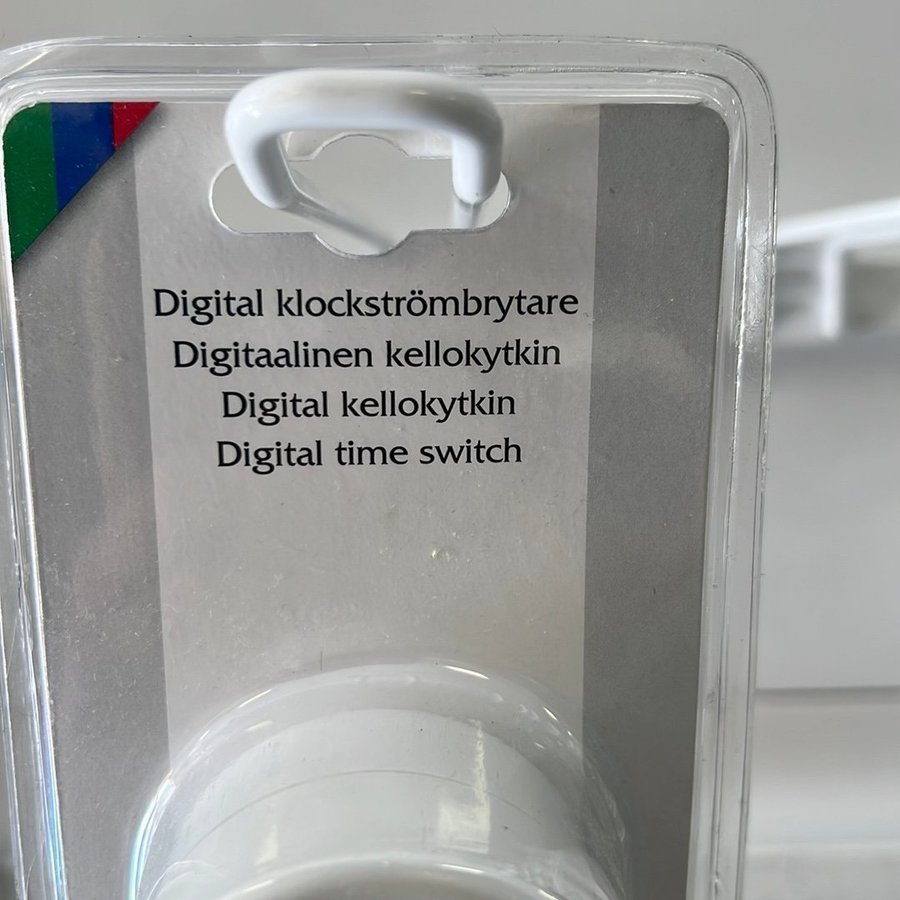 Digital klockströmbrytare
Digitaalinen kellokytkin
Digital kellokytkin
Digital time switch